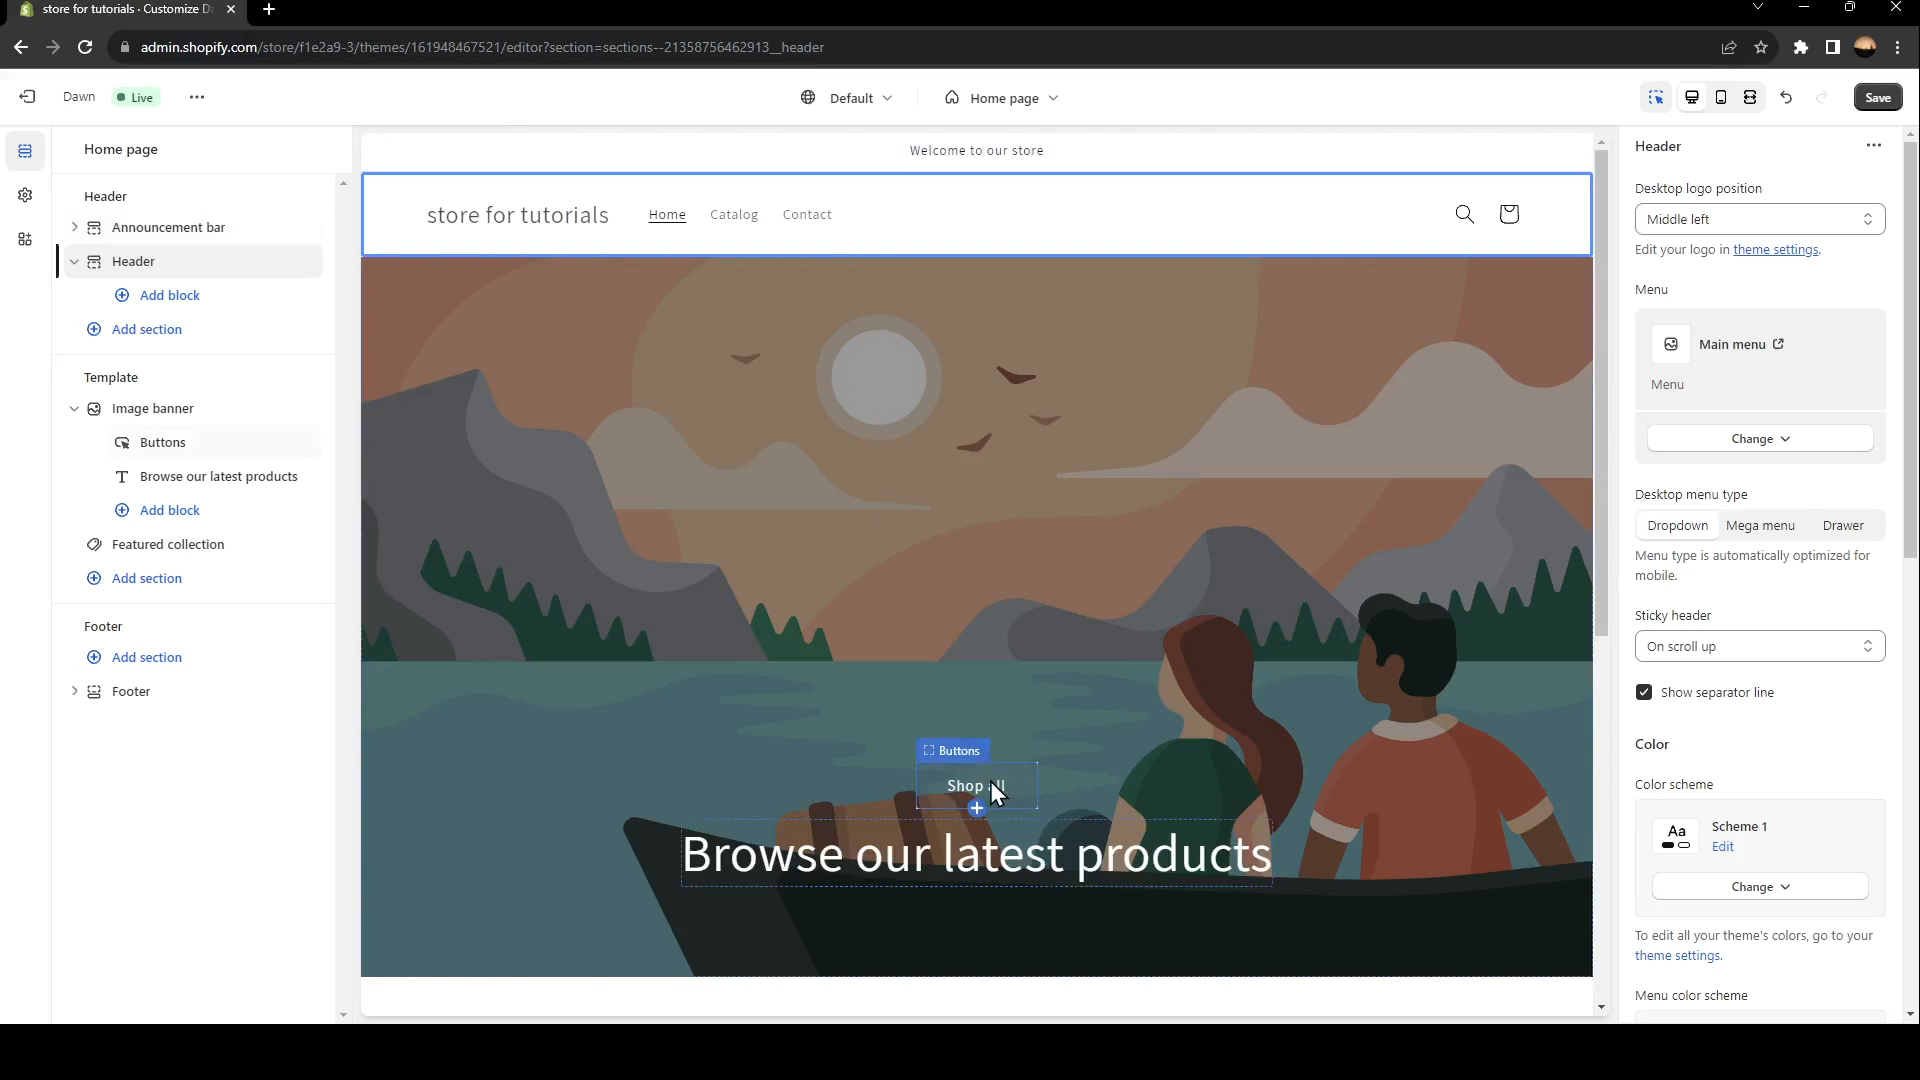 store for tutorials · Customize D
admin.shopify.com/store/f1e2a9-3/themes/161948467521/editor?section=sections--21358756462913__header
Dawn
Live
Default
Home page
Save
Home page
Header
Announcement bar
Header
Add block
Add section
Template
Image banner
Buttons
Browse our latest products
Add block
Featured collection
Add section
Footer
Add section
Footer
Welcome to our store
store for tutorials
Home
Catalog
Contact
Buttons
Shop all
Browse our latest products
Header
Desktop logo position
Middle left
Edit your logo in theme settings.
Menu
Main menu
Menu
Change
Desktop menu type
Dropdown
Mega menu
Drawer
Menu type is automatically optimized for
mobile.
Sticky header
On scroll up
Show separator line
Color
Color scheme
Aa
Scheme 1
Edit
Change
To edit all your theme's colors, go to your
theme settings.
Menu color scheme